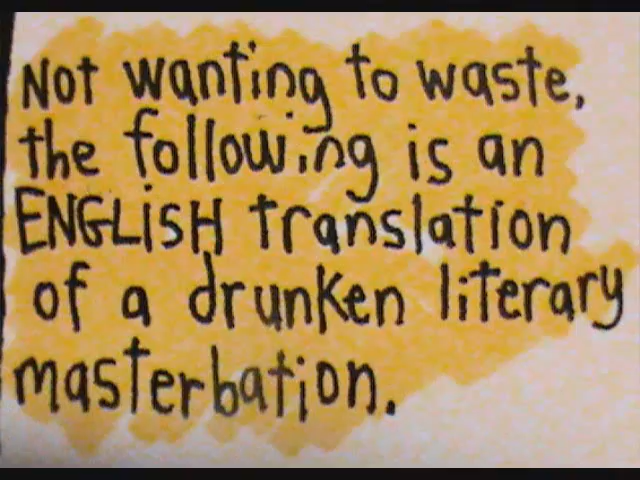 Not wanting to waste,
the following is an
ENGLiSH translation
of a drunken literary
masterbation.